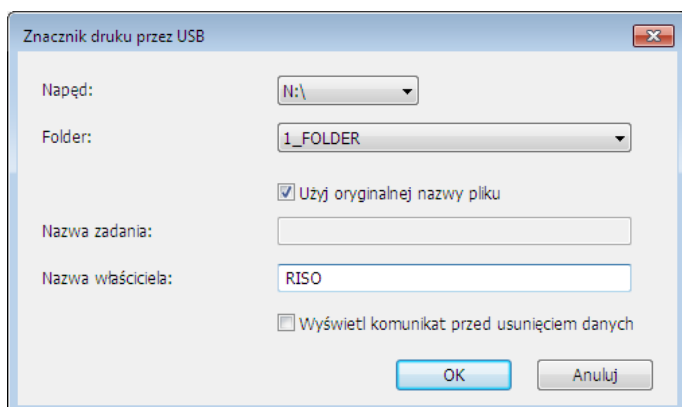 Znacznik druku przez USB
Napęd: N:\
Folder: 1_FOLDER
Użyj oryginalnej nazwy pliku
Nazwa zadania:
Nazwa właściciela: RISO
Wyświetl komunikat przed usunięciem danych
OK Anuluj